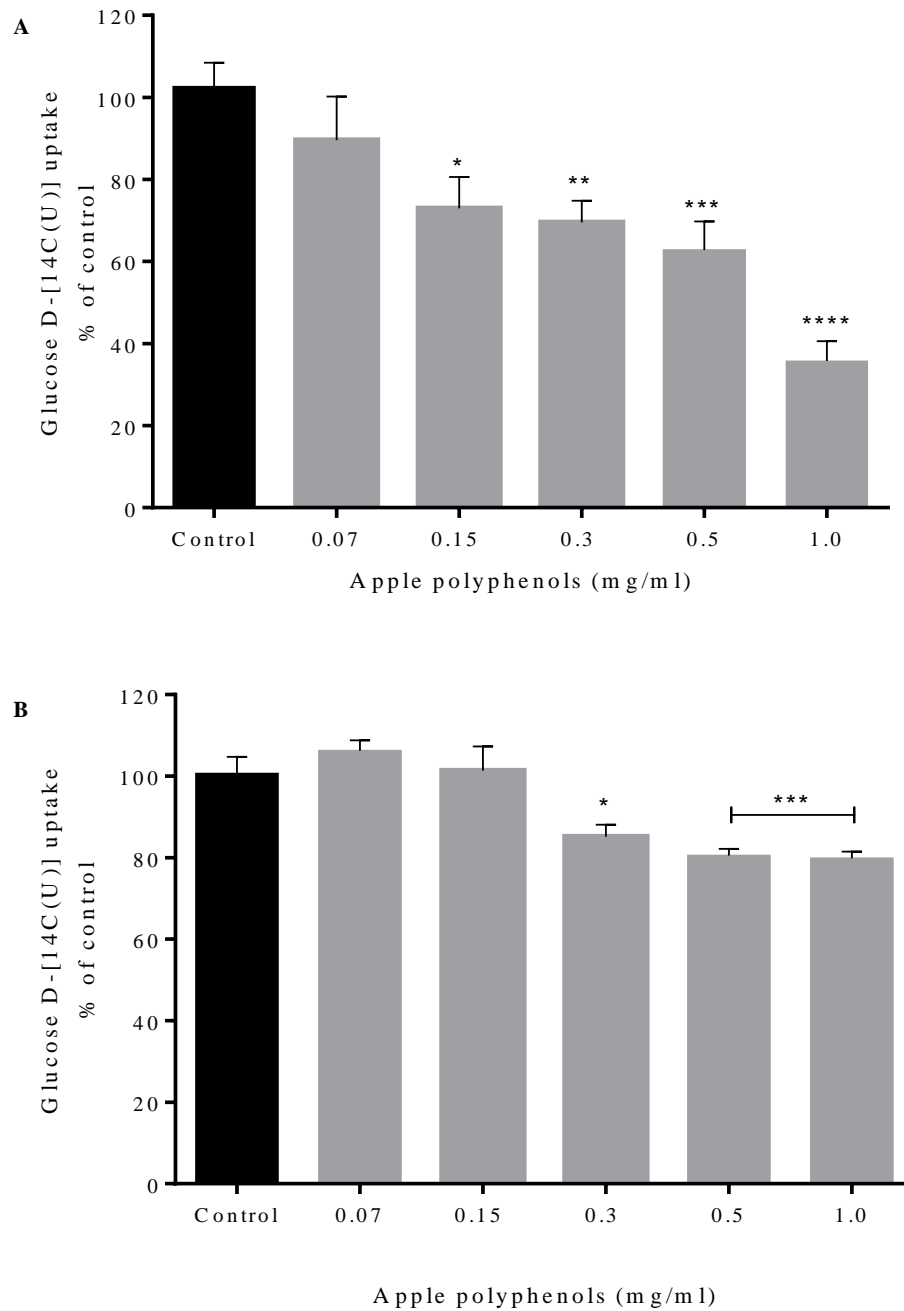 A
120
100
80
60
40
20
0
Glucose D-[14C(U)] uptake
% of control
*
**
***
****
Control 0.07 0.15 0.3 0.5 1.0
Apple polyphenols (mg/ml)
B
120
100
80
60
40
20
0
Glucose D-[14C(U)] uptake
% of control
*
***
Control 0.07 0.15 0.3 0.5 1.0
Apple polyphenols (mg/ml)